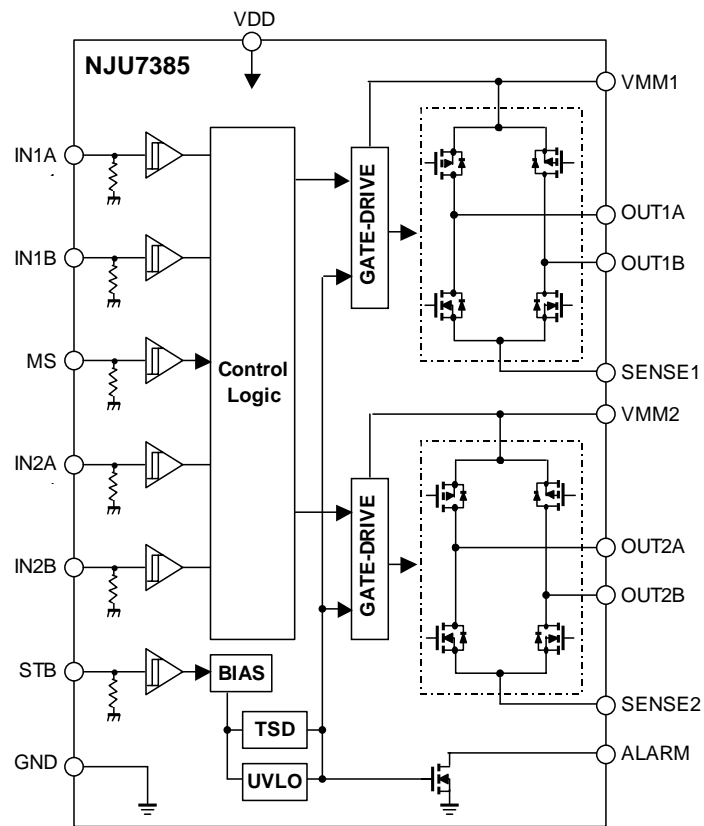 VDD
NJU7385
VMM1
IN1A
OUT1A
IN1B
OUT1B
GATE-DRIVE
MS
Control
Logic
SENSE1
VMM2
IN2A
OUT2A
IN2B
OUT2B
GATE-DRIVE
STB
BIAS
SENSE2
TSD
GND
UVLO
ALARM